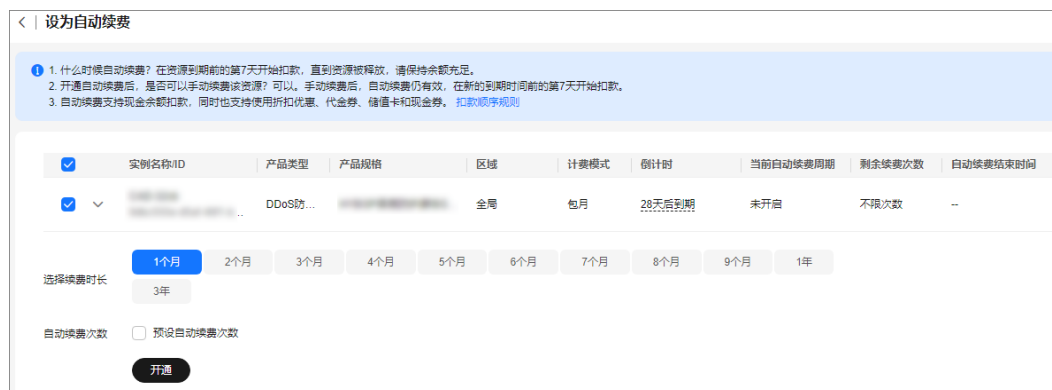 设为自动续费
1. 什么时候自动续费？在资源到期前的第7天开始扣款，直到资源被释放，请保持余额充足。
2. 开通自动续费后，是否可以手动续费该资源？可以。手动续费后，自动续费仍有效，在新的到期时间前的第7天开始扣款。
3. 自动续费支持现金余额扣款，同时也支持使用折扣优惠、代金券、储值卡和现金券。 扣款顺序规则
实例名称/ID 产品类型 产品规格 区域 计费模式 倒计时 当前自动续费周期 剩余续费次数 自动续费结束时间
DDoS防... 全局 包月 28天后到期 未开启 不限次数 --
选择续费时长 1个月 2个月 3个月 4个月 5个月 6个月 7个月 8个月 9个月 1年
3年
自动续费次数 预设自动续费次数
开通